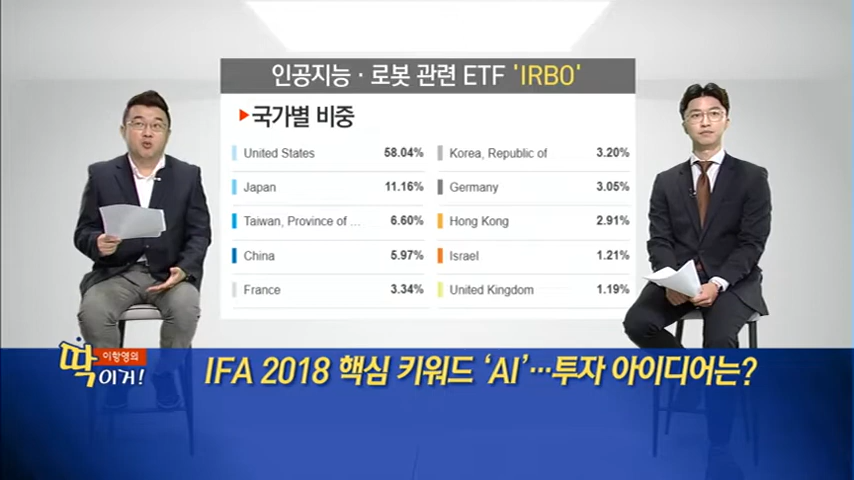 인공지능 · 로봇 관련 ETF 'IRBO'
▶국가별 비중
United States 58.04%
Japan 11.16%
Taiwan, Province of ... 6.60%
China 5.97%
France 3.34%
Korea, Republic of 3.20%
Germany 3.05%
Hong Kong 2.91%
Israel 1.21%
United Kingdom 1.19%
이항영의
딱
이거!
IFA 2018 핵심 키워드 ‘AI’…투자 아이디어는?